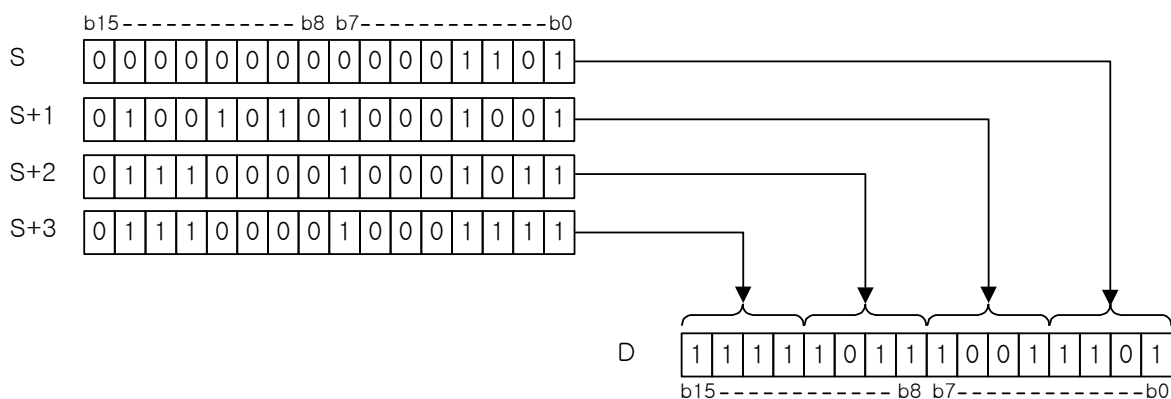 b15------------b8 b7------------b0
S 0 0 0 0 0 0 0 0 0 0 0 0 1 1 0 1
S+1 0 1 0 0 1 0 1 0 1 0 0 0 1 0 0 1
S+2 0 1 1 1 0 0 0 0 1 0 0 0 1 0 1 1
S+3 0 1 1 1 0 0 0 0 1 0 0 0 1 1 1 1
D 1 1 1 1 1 0 1 1 1 0 0 1 1 1 0 1
b15------------b8 b7------------b0